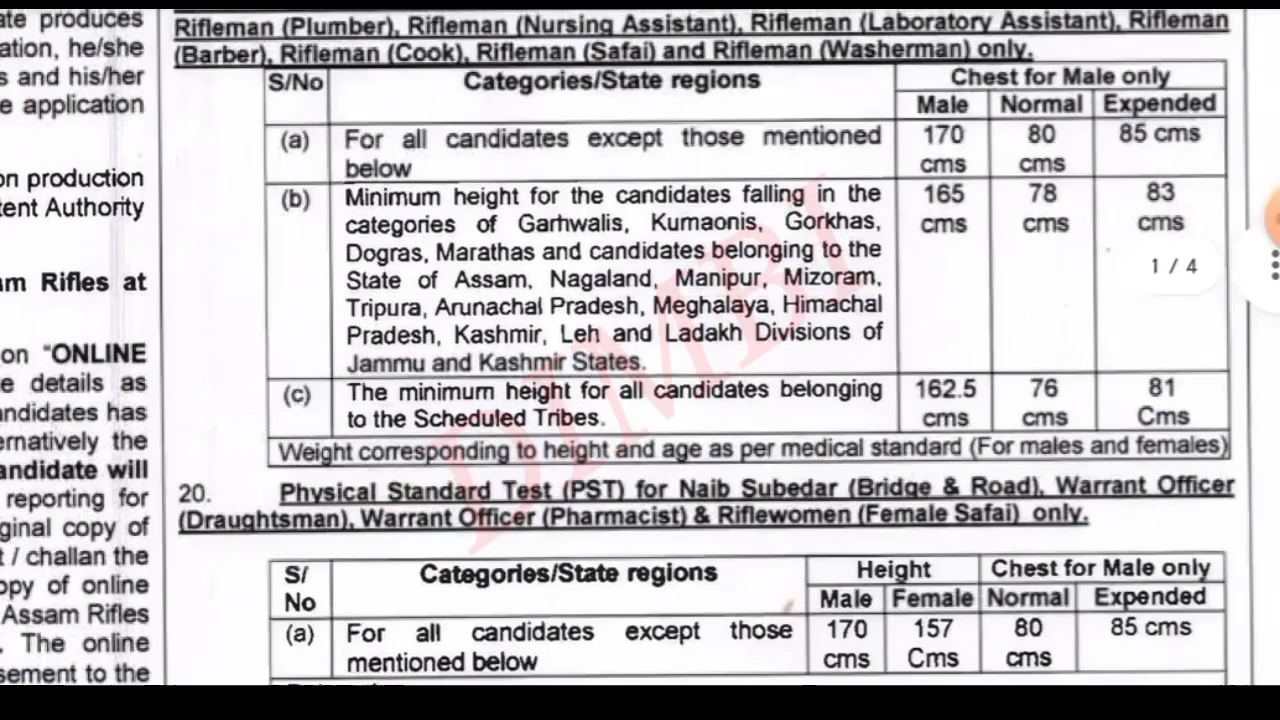 ate produces
ation, he/she
s and his/her
e application
on production
tent Authority
am Rifles at
on "ONLINE
e details as
andidates has
ernatively the
andidate will
reporting for
ginal copy of
t / challan the
opy of online
Assam Rifles
. The online
sement to the
Rifleman (Plumber), Rifleman (Nursing Assistant), Rifleman (Laboratory Assistant), Rifleman
(Barber), Rifleman (Cook), Rifleman (Safai) and Rifleman (Washerman) only.
S/No Categories/State regions Chest for Male only
Male Normal Expended
(a) For all candidates except those mentioned 170 80 85 cms
below cms cms
(b) Minimum height for the candidates falling in the 165 78 83
categories of Garhwalis, Kumaonis, Gorkhas, cms cms cms
Dogras, Marathas and candidates belonging to the
State of Assam, Nagaland, Manipur, Mizoram,
Tripura, Arunachal Pradesh, Meghalaya, Himachal
Pradesh, Kashmir, Leh and Ladakh Divisions of
Jammu and Kashmir States.
(c) The minimum height for all candidates belonging 162.5 76 81
to the Scheduled Tribes. cms cms Cms
Weight corresponding to height and age as per medical standard (For males and females)
20. Physical Standard Test (PST) for Naib Subedar (Bridge & Road), Warrant Officer
(Draughtsman), Warrant Officer (Pharmacist) & Riflewomen (Female Safai) only.
S/ Categories/State regions Height Chest for Male only
No Male Female Normal Expended
(a) For all candidates except those 170 157 80 85 cms
mentioned below cms Cms cms
1 / 4